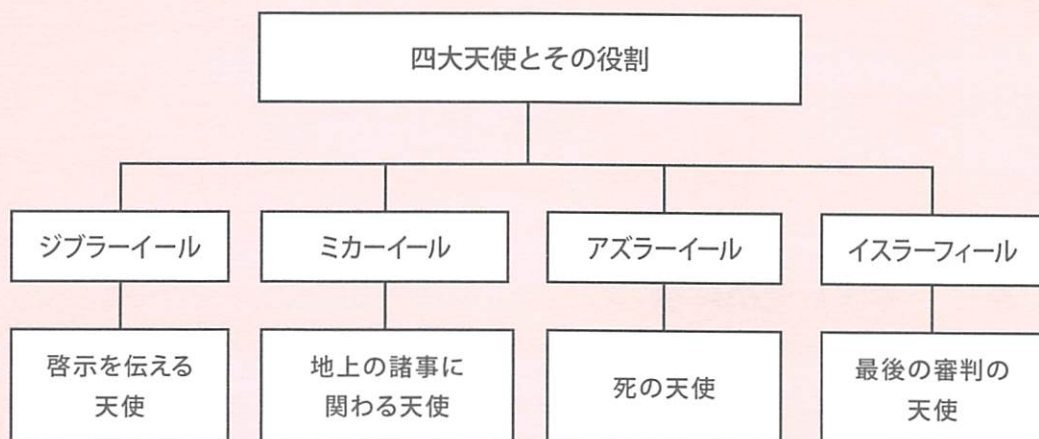 四大天使とその役割
ジブラーイール
ミカーイール
アズラーイール
イスラーフィール
啓示を伝える
天使
地上の諸事に
関わる天使
死の天使
最後の審判の
天使